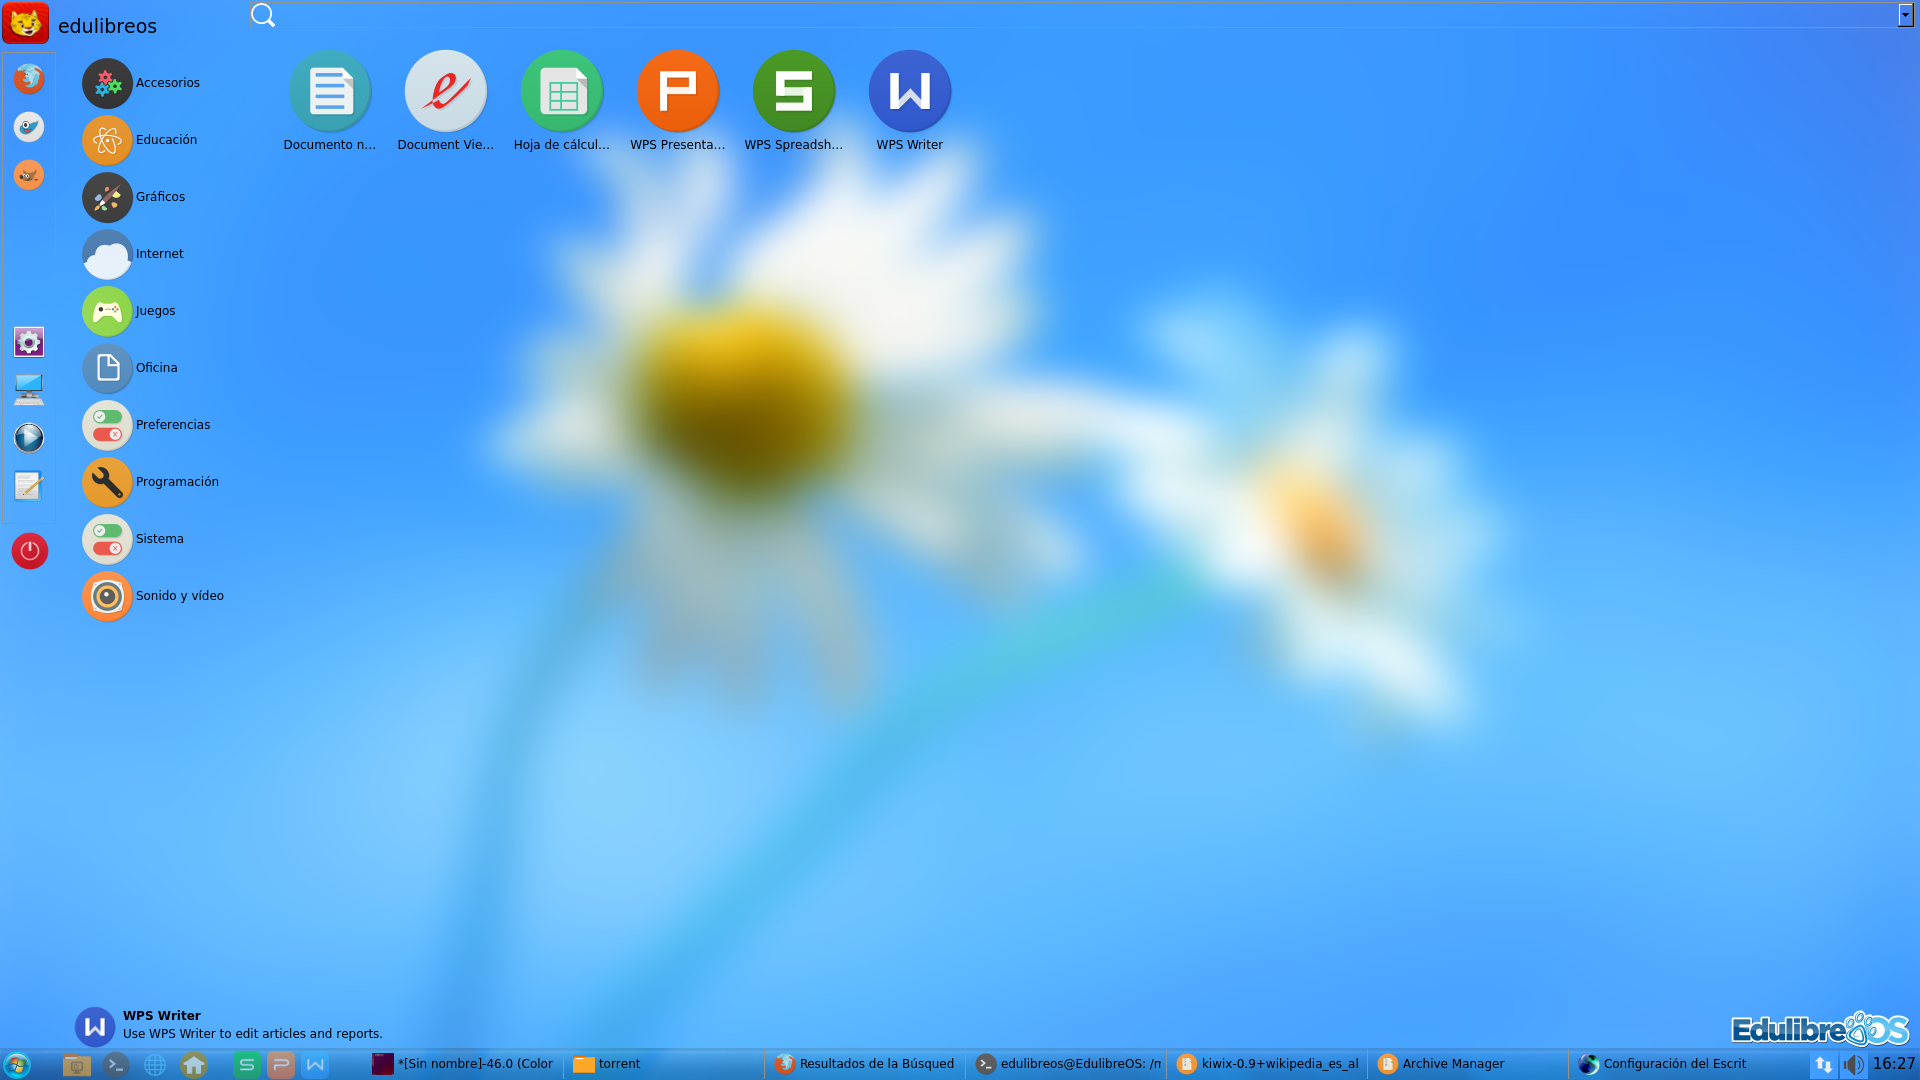 edulibreos
Accesorios
Educación
Gráficos
Internet
Juegos
Oficina
Preferencias
Programación
Sistema
Sonido y vídeo
Documento n...
Document Vie...
Hoja de cálcul...
WPS Presenta...
WPS Spreadsh...
WPS Writer
WPS Writer
Use WPS Writer to edit articles and reports.
EdulibreOS
*[Sin nombre]-46.0 (Color
torrent
Resultados de la Búsqued
edulibreos@EdulibreOS: /m
kiwix-0.9+wikipedia_es_al
Archive Manager
Configuración del Escrit
16:27